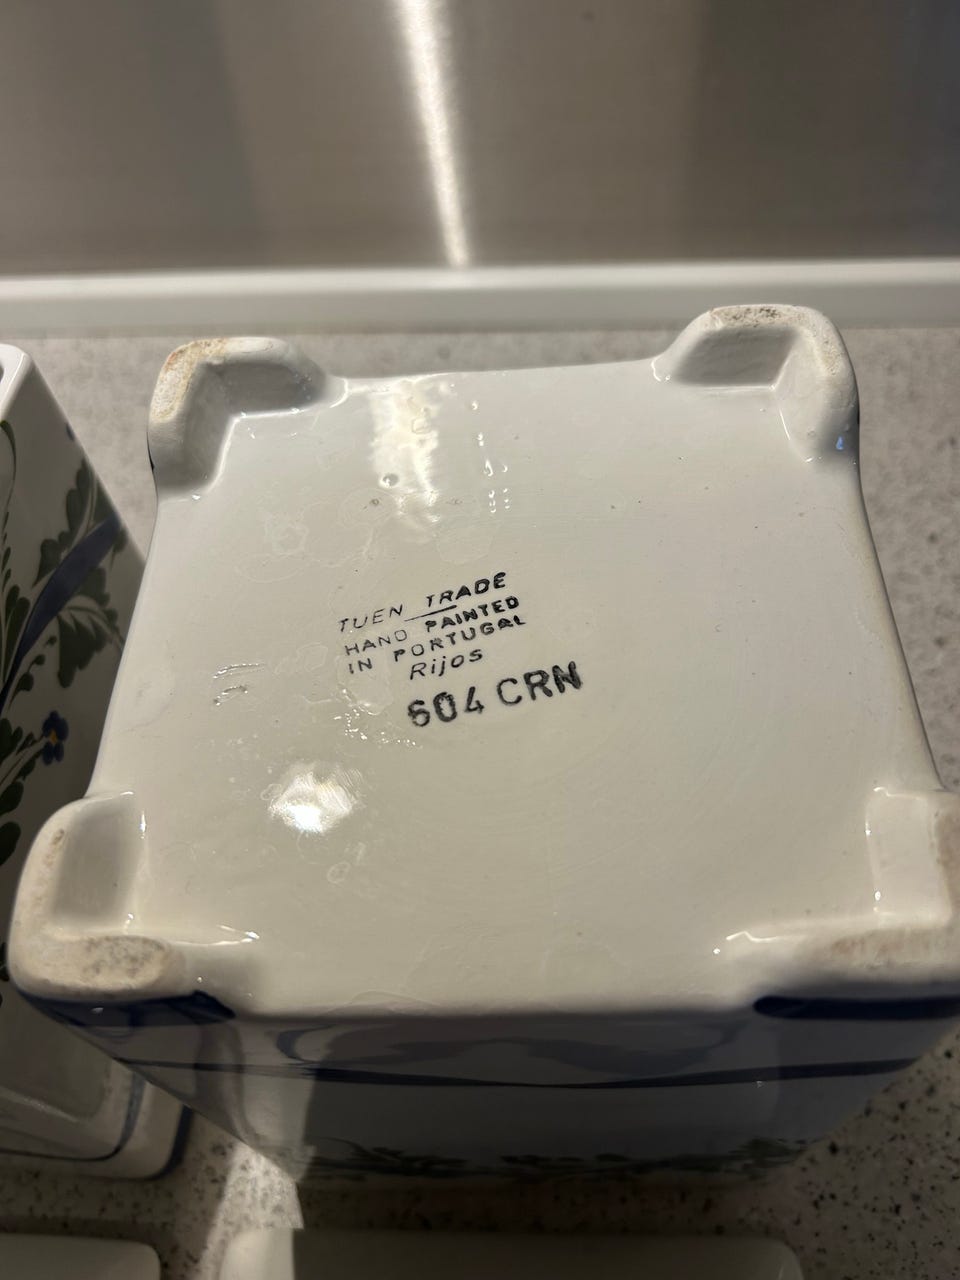 TUEN TRADE
HAND PAINTED
IN PORTUGAL
Rijos
604 CRN